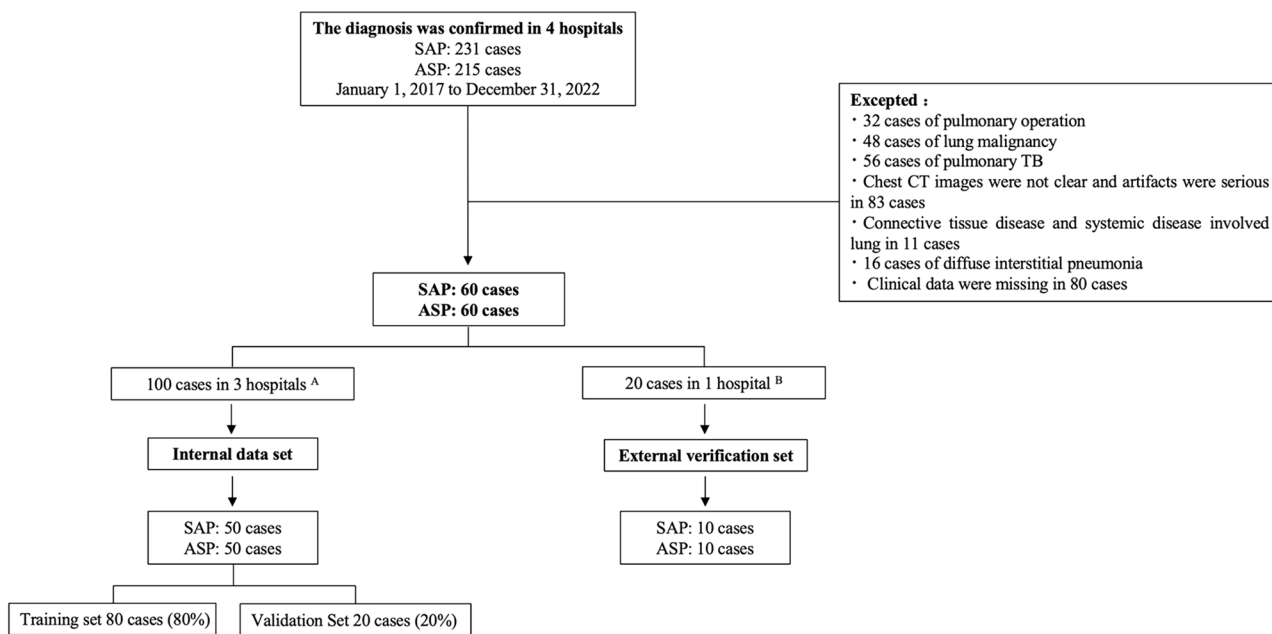 The diagnosis was confirmed in 4 hospitals
SAP: 231 cases
ASP: 215 cases
January 1, 2017 to December 31, 2022
Excepted：
· 32 cases of pulmonary operation
· 48 cases of lung malignancy
· 56 cases of pulmonary TB
· Chest CT images were not clear and artifacts were serious
in 83 cases
· Connective tissue disease and systemic disease involved
lung in 11 cases
· 16 cases of diffuse interstitial pneumonia
· Clinical data were missing in 80 cases
SAP: 60 cases
ASP: 60 cases
100 cases in 3 hospitals A
20 cases in 1 hospital B
Internal data set
External verification set
SAP: 50 cases
ASP: 50 cases
SAP: 10 cases
ASP: 10 cases
Training set 80 cases (80%)
Validation Set 20 cases (20%)